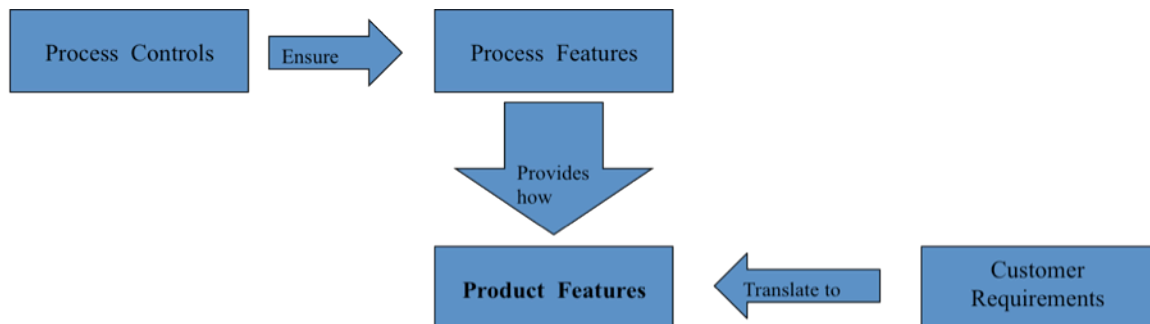 Process Controls
Ensure
Process Features
Provides
how
Product Features
Translate to
Customer
Requirements